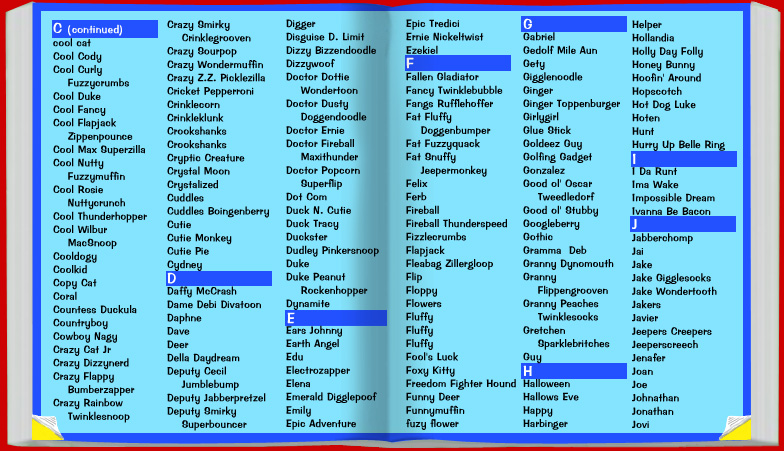 C (continued)
cool cat
Cool Cody
Cool Curly
Fuzzycrumbs
Cool Duke
Cool Fancy
Cool Flapjack
Zippenpounce
Cool Max Superzilla
Cool Nutty
Fuzzymuffin
Cool Rosie
Nuttycrunch
Cool Thunderhopper
Cool Wilbur
MacSnoop
Cooldogy
Coolkid
Copy Cat
Coral
Countess Duckula
Countryboy
Cowboy Nagy
Crazy Cat Jr
Crazy Dizzynerd
Crazy Flappy
Bumberzapper
Crazy Rainbow
Twinklesnoop
Crazy Smirky
Crinklegrooven
Crazy Sourpop
Crazy Wondermuffin
Crazy Z.Z. Picklezilla
Cricket Pepperroni
Crinklecorn
Crinkleklunk
Crookshanks
Crookshanks
Cryptic Creature
Crystal Moon
Crystalized
Cuddles
Cuddles Boingenberry
Cutie
Cutie Monkey
Cutie Pie
Cydney
D
Daffy McCrash
Dame Debi Divatoon
Daphne
Dave
Deer
Della Daydream
Deputy Cecil
Jumblebump
Deputy Jabberpretzel
Deputy Smirky
Superbouncer
Digger
Disguise D. Limit
Dizzy Bizzendoodle
Dizzywoof
Doctor Dottie
Wondertoon
Doctor Dusty
Doggendoodle
Doctor Ernie
Doctor Fireball
Maxithunder
Doctor Popcorn
Superflip
Dot Com
Duck N. Cutie
Duck Tracy
Duckster
Dudley Pinkersnoop
Duke
Duke Peanut
Rockenhopper
Dynamite
E
Ears Johnny
Earth Angel
Edu
Electrozapper
Elena
Emerald Digglepoof
Emily
Epic Adventure
Epic Tredici
Ernie Nickeltwist
Ezekiel
F
Fallen Gladiator
Fancy Twinklebubble
Fangs Rufflehoffer
Fat Fluffy
Doggenbumper
Fat Fuzzyquack
Fat Snuffy
Jeepermonkey
Felix
Ferb
Fireball
Fireball Thunderspeed
Fizzlecrumbs
Flapjack
Fleabag Zillergloop
Flip
Floppy
Flowers
Fluffy
Fluffy
Fluffy
Fool's Luck
Foxy Kitty
Freedom Fighter Hound
Funny Deer
Funnymuffin
fuzy flower
G
Gabriel
Gedolf Mile Aun
Gety
Gigglenoodle
Ginger
Ginger Toppenburger
Girlygirl
Glue Stick
Goldeez Guy
Golfing Gadget
Gonzalez
Good ol' Oscar
Tweedledorf
Good ol' Stubby
Googleberry
Gothic
Gramma Deb
Granny Dynomouth
Granny
Flippengrooven
Granny Peaches
Twinklesocks
Gretchen
Sparklebritches
Guy
H
Halloween
Hallows Eve
Happy
Harbinger
Helper
Hollandia
Holly Day Folly
Honey Bunny
Hoofin' Around
Hopscotch
Hot Dog Luke
Hoten
Hunt
Hurry Up Belle Ring
I
I Da Runt
Ima Wake
Impossible Dream
Ivanna Be Bacon
J
Jabberchomp
Jai
Jake
Jake Gigglesocks
Jake Wondertooth
Jakers
Javier
Jeepers Creepers
Jeeperscreech
Jenafer
Joan
Joe
Johnathan
Jonathan
Jovi